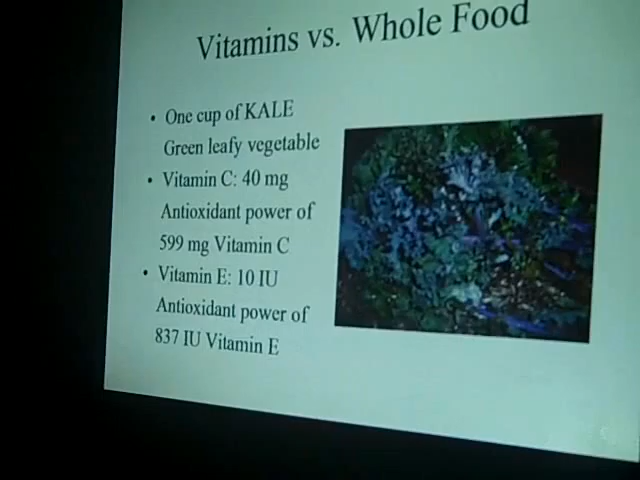 Vitamins vs. Whole Food
• One cup of KALE
Green leafy vegetable
• Vitamin C: 40 mg
Antioxidant power of
599 mg Vitamin C
• Vitamin E: 10 IU
Antioxidant power of
837 IU Vitamin E